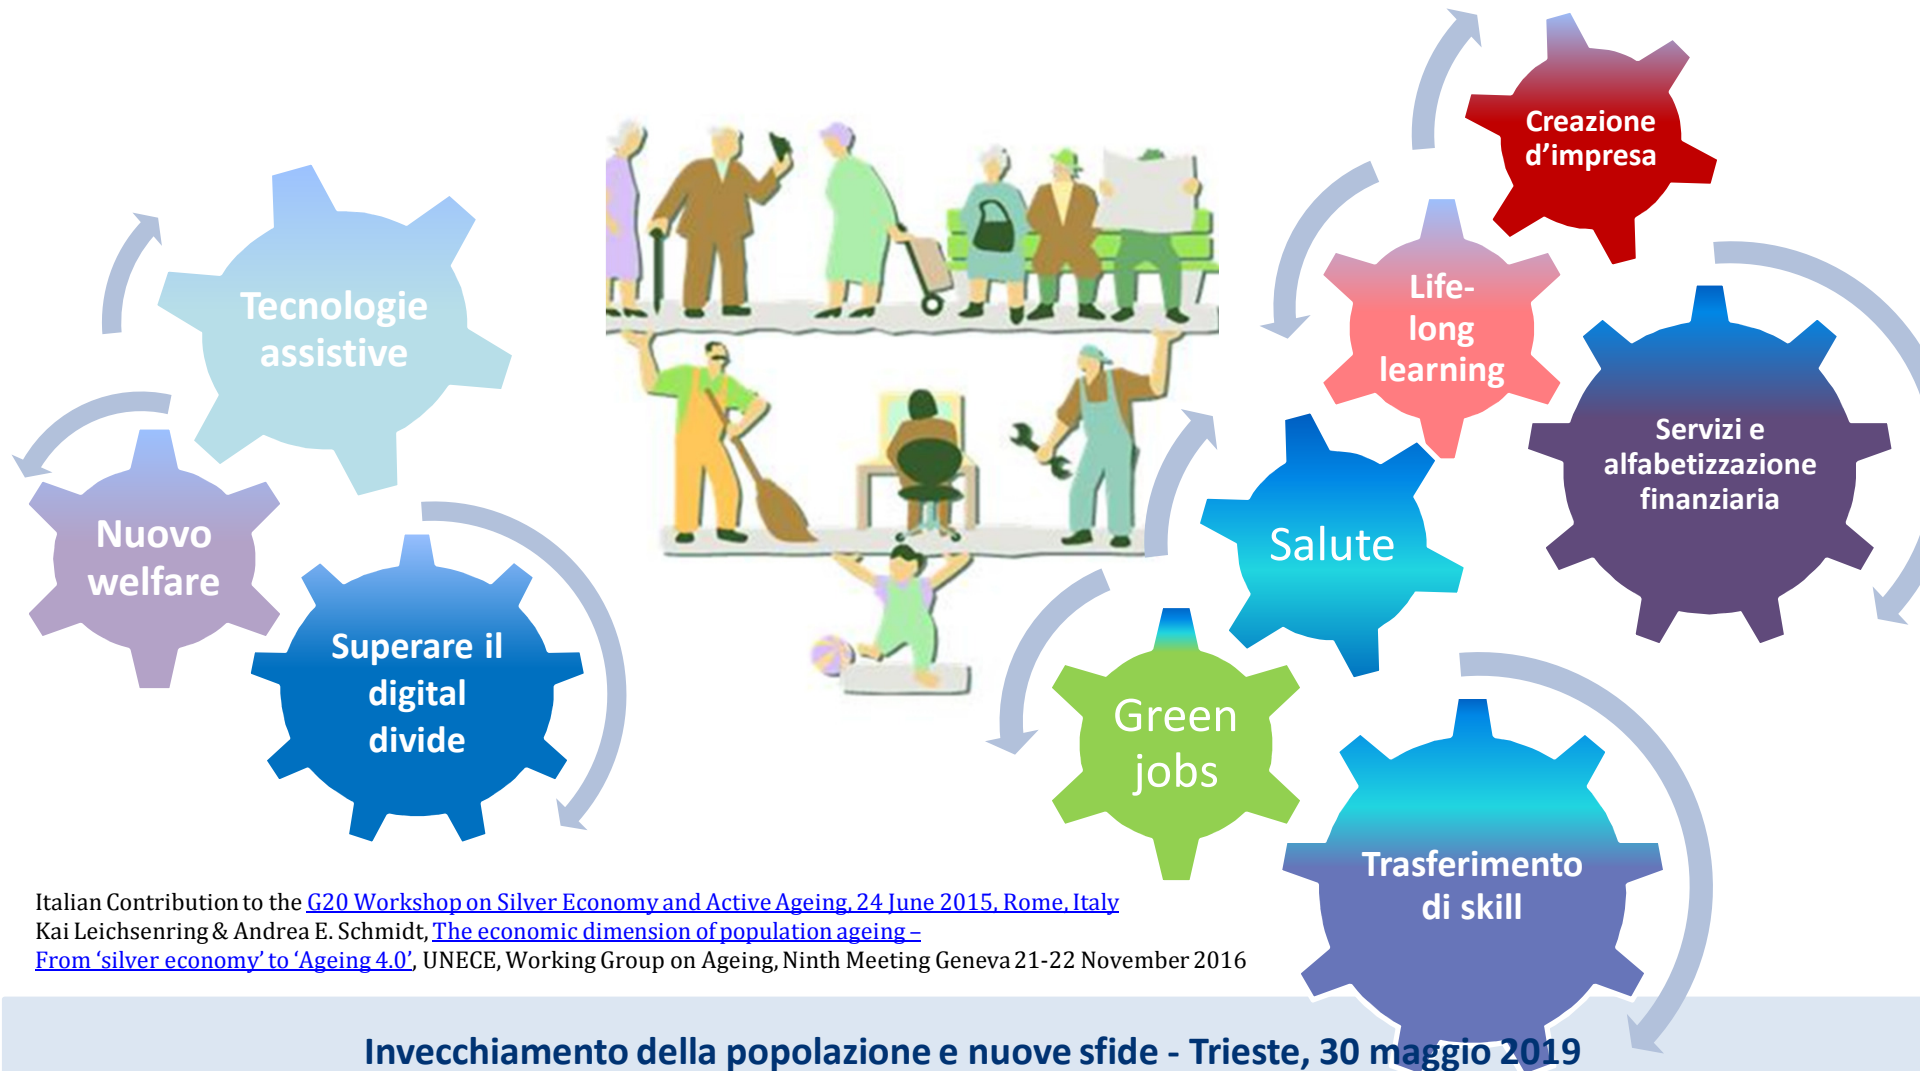 Tecnologie
assistive
Nuovo
welfare
Superare il
digital
divide
Creazione
d’impresa
Life-
long
learning
Servizi e
alfabetizzazione
finanziaria
Salute
Green
jobs
Trasferimento
di skill
Italian Contribution to the G20 Workshop on Silver Economy and Active Ageing, 24 June 2015, Rome, Italy
Kai Leichsenring & Andrea E. Schmidt, The economic dimension of population ageing –
From ‘silver economy’ to ‘Ageing 4.0’, UNECE, Working Group on Ageing, Ninth Meeting Geneva 21-22 November 2016
Invecchiamento della popolazione e nuove sfide - Trieste, 30 maggio 2019